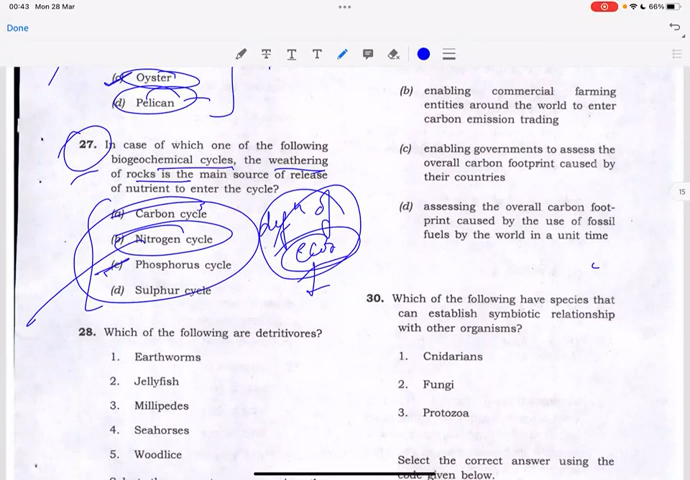 00:43 Mon 28 Mar
66%
Done
T T T
(c) Oyster
(d) Pelican
27. In case of which one of the following
biogeochemical cycles, the weathering
of rocks is the main source of release
of nutrient to enter the cycle?
(a) Carbon cycle
(b) Nitrogen cycle
(c) Phosphorus cycle
(d) Sulphur cycle
28. Which of the following are detritivores?
1. Earthworms
2. Jellyfish
3. Millipedes
4. Seahorses
5. Woodlice
(b) enabling commercial farming
entities around the world to enter
carbon emission trading
(c) enabling governments to assess the
overall carbon footprint caused by
their countries
(d) assessing the overall carbon foot-
print caused by the use of fossil
fuels by the world in a unit time
15
30. Which of the following have species that
can establish symbiotic relationship
with other organisms?
1. Cnidarians
2. Fungi
3. Protozoa
Select the correct answer using the
code given below.